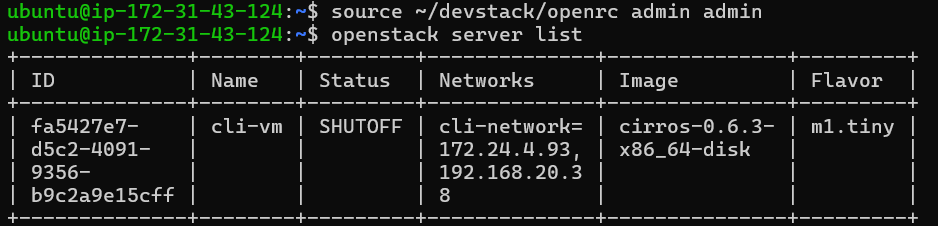 ubuntu@ip-172-31-43-124:~$ source ~/devstack/openrc admin admin
ubuntu@ip-172-31-43-124:~$ openstack server list
+--------------+--------+---------+-------------+---------------+---------+
| ID           | Name   | Status  | Networks    | Image         | Flavor  |
+--------------+--------+---------+-------------+---------------+---------+
| fa5427e7-    | cli-vm | SHUTOFF | cli-network= | cirros-0.6.3- | m1.tiny |
| d5c2-4091-   |        |         | 172.24.4.93, | x86_64-disk   |         |
| 9356-        |        |         | 192.168.20.3 |               |         |
| b9c2a9e15cff |        |         | 8           |               |         |
+--------------+--------+---------+-------------+---------------+---------+